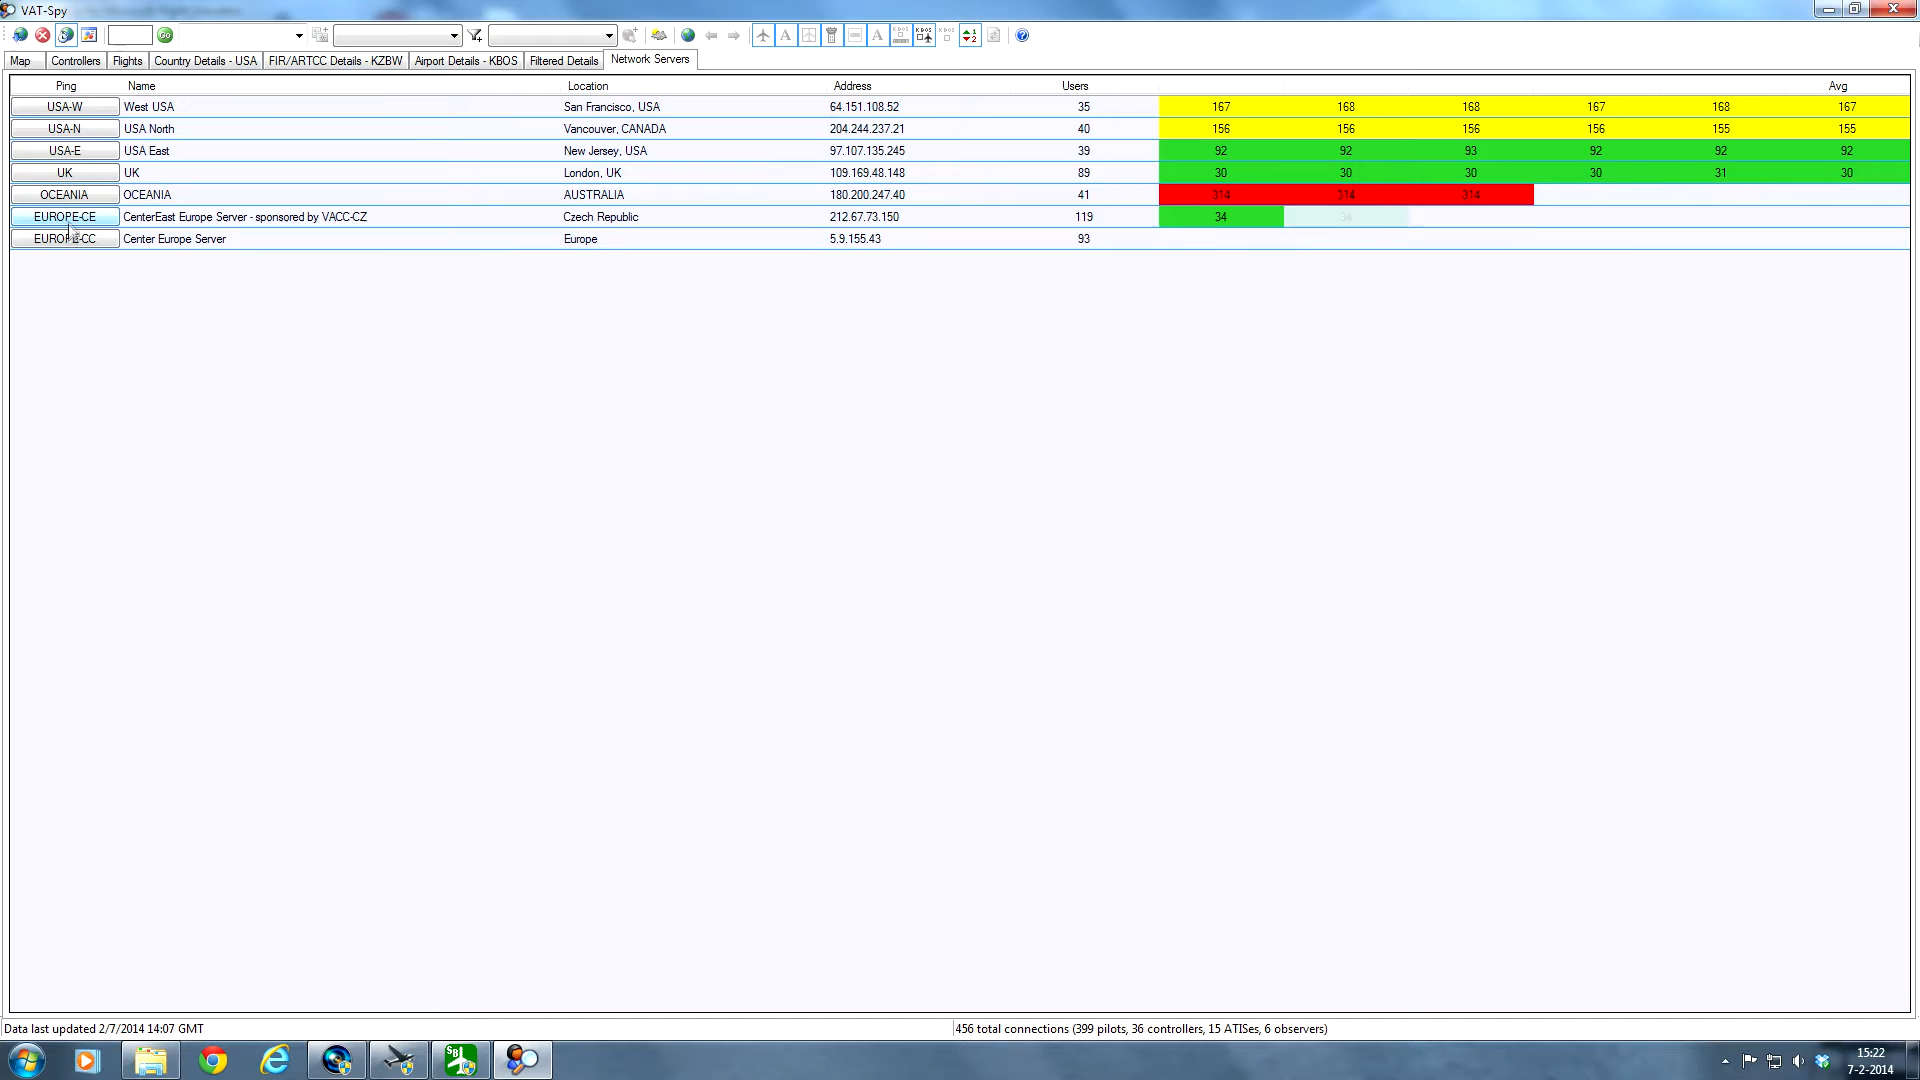 VAT-Spy
Map Controllers Flights Country Details - USA FIR/ARTCC Details - KZBW Airport Details - KBOS Filtered Details Network Servers
Ping Name Location Address Users Avg
USA-W West USA San Francisco, USA 64.151.108.52 35 167 168 168 167 168 167
USA-N USA North Vancouver, CANADA 204.244.237.21 40 156 156 156 156 155 155
USA-E USA East New Jersey, USA 97.107.135.245 39 92 92 93 92 92 92
UK UK London, UK 109.169.48.148 89 30 30 30 30 31 30
OCEANIA OCEANIA AUSTRALIA 180.200.247.40 41 314 314 314
EUROPE-CE CenterEast Europe Server - sponsored by VACC-CZ Czech Republic 212.67.73.150 119 34 34
EUROPE-CC Center Europe Server Europe 5.9.155.43 93
Data last updated 2/7/2014 14:07 GMT 456 total connections (399 pilots, 36 controllers, 15 ATISes, 6 observers)
15:22
7-2-2014